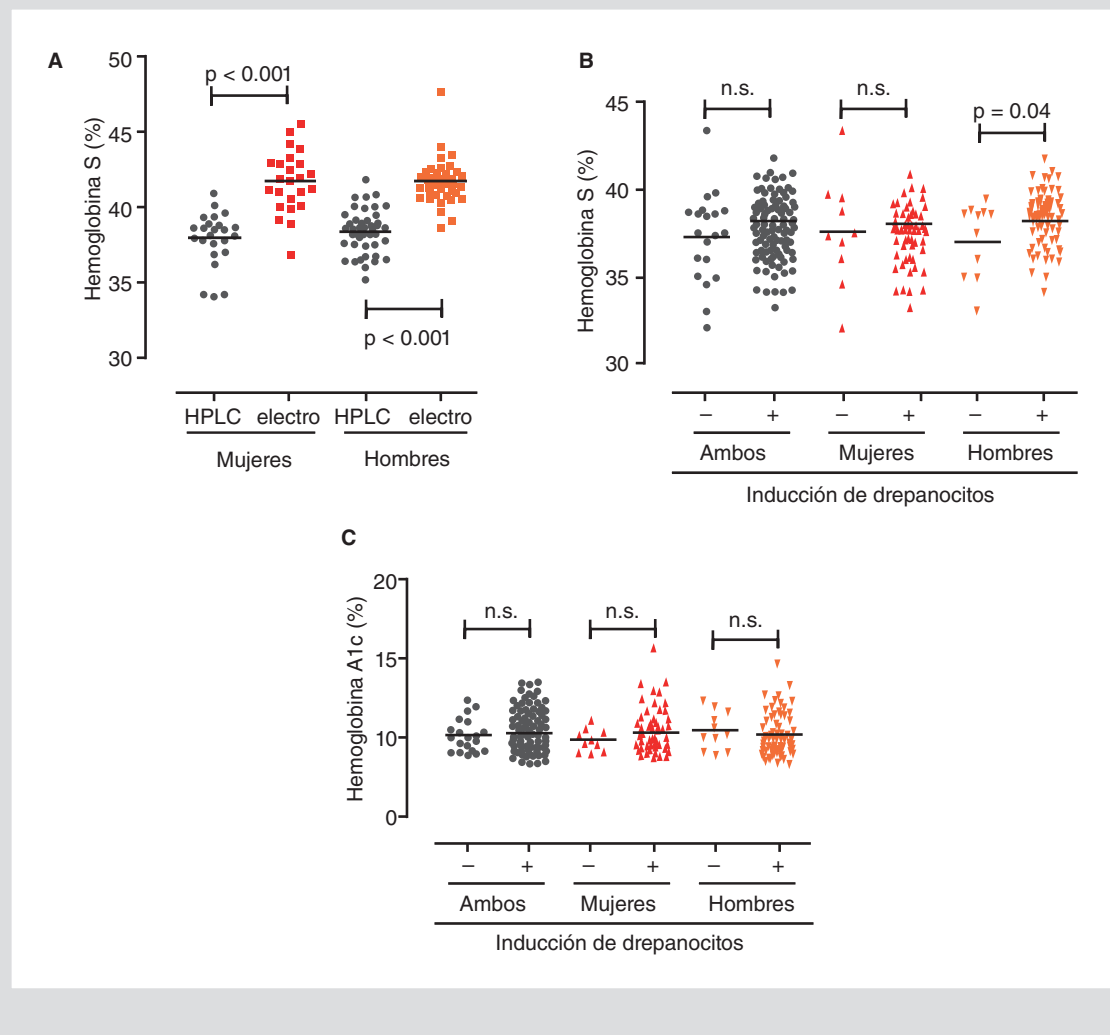 A
50
45
40
35
30
Hemoglobina S (%)
p < 0.001
p < 0.001
HPLC electro HPLC electro
Mujeres Hombres
B
45
40
35
30
Hemoglobina S (%)
n.s. n.s. p = 0.04
– + – + – +
Ambos Mujeres Hombres
Inducción de drepanocitos
C
20
15
10
0
Hemoglobina A1c (%)
n.s. n.s. n.s.
– + – + – +
Ambos Mujeres Hombres
Inducción de drepanocitos